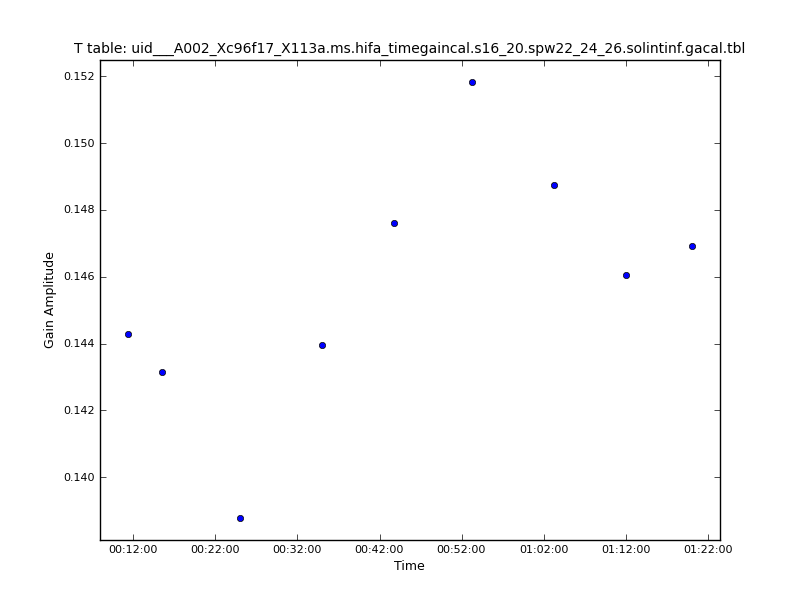 T table: uid___A002_Xc96f17_X113a.ms.hifa_timegaincal.s16_20.spw22_24_26.solintinf.gacal.tbl
0.152
0.150
0.148
0.146
0.144
0.142
0.140
Gain Amplitude
00:12:00 00:22:00 00:32:00 00:42:00 00:52:00 01:02:00 01:12:00 01:22:00
Time